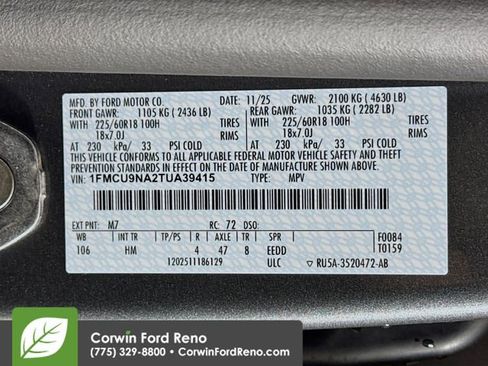 MFD. BY FORD MOTOR CO.
DATE: 11/25 GVWR: 2100 KG ( 4630 LB)
FRONT GAWR: 1105 KG ( 2436 LB) REAR GAWR: 1035 KG ( 2282 LB)
WITH 225/60R18 100H TIRES WITH 225/60R18 100H TIRES
18x7.0J RIMS 18x7.0J RIMS
AT 230 kPa/ 33 PSI COLD AT 230 kPa/ 33 PSI COLD
THIS VEHICLE CONFORMS TO ALL APPLICABLE FEDERAL MOTOR VEHICLE SAFETY BUMPER AND THEFT
PREVENTION STANDARDS IN EFFECT ON THE DATE OF MANUFACTURE SHOWN ABOVE.
VIN: 1FMCU9NA2TUA39415 TYPE: MPV
EXT PNT: M7 RC: 72 DSO:
WB INT TR TP/PS R AXLE TR SPR F0084
106 HM 4 47 8 EEDD T0159
1202511186129 ULC RU5A-3520472-AB
Corwin Ford Reno
(775) 329-8800 • CorwinFordReno.com